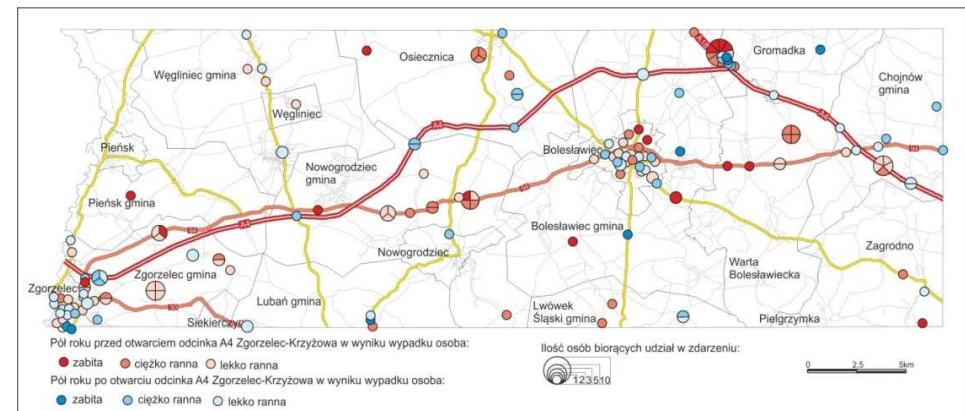 Osiecznica
Gromadka
Węgliniec gmina
Chojnów
gmina
A18
Węgliniec
A4
A4
Pieńsk
Bolesławiec
94
Nowogrodziec
gmina
Pieńsk gmina
94
Bolesławiec gmina
94
A4
Nowogrodziec
Zagrodno
Zgorzelec gmina
Warta
Bolesławiecka
Zgorzelec
Lubań gmina
Lwówek
Śląski gmina
Siekierczyn
Pielgrzymka
Pół roku przed otwarciem odcinka A4 Zgorzelec-Krzyżowa w wyniku wypadku osoba:
zabita ciężko ranna lekko ranna
Pół roku po otwarciu odcinka A4 Zgorzelec-Krzyżowa w wyniku wypadku osoba:
zabita ciężko ranna lekko ranna
Ilość osób biorących udział w zdarzeniu:
1 2 3 5 10
0 2,5 5km